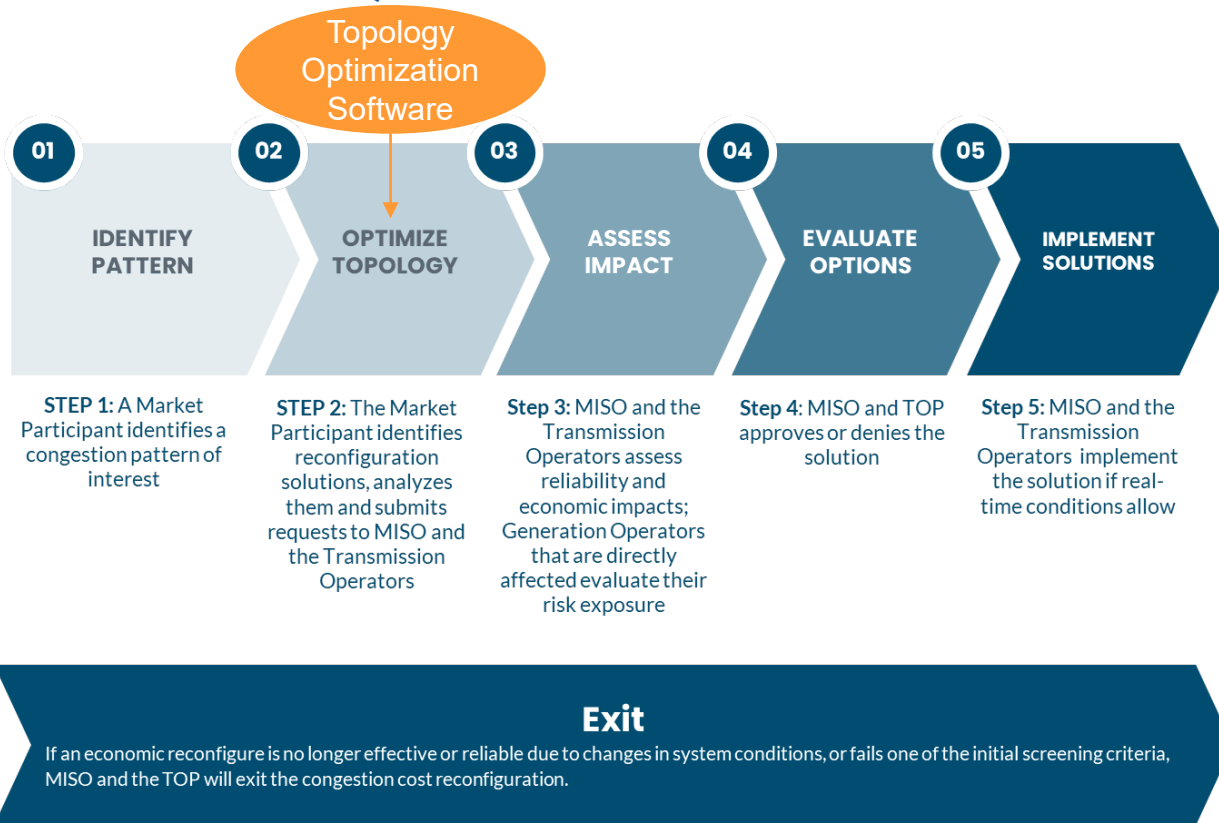 Topology
Optimization
Software
01
02
03
04
05
IDENTIFY
PATTERN
OPTIMIZE
TOPOLOGY
ASSESS
IMPACT
EVALUATE
OPTIONS
IMPLEMENT
SOLUTIONS
STEP 1: A Market
Participant identifies a
congestion pattern of
interest
STEP 2: The Market
Participant identifies
reconfiguration
solutions, analyzes
them and submits
requests to MISO and
the Transmission
Operators
Step 3: MISO and the
Transmission
Operators assess
reliability and
economic impacts;
Generation Operators
that are directly
affected evaluate their
risk exposure
Step 4: MISO and TOP
approves or denies the
solution
Step 5: MISO and the
Transmission
Operators implement
the solution if real-
time conditions allow
Exit
If an economic reconfigure is no longer effective or reliable due to changes in system conditions, or fails one of the initial screening criteria,
MISO and the TOP will exit the congestion cost reconfiguration.